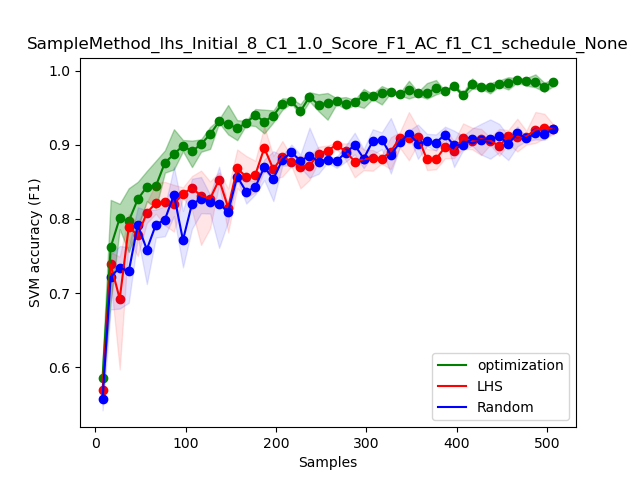 SampleMethod_lhs_Initial_8_C1_1.0_Score_F1_AC_f1_C1_schedule_None
1.0
0.9
0.8
0.7
0.6
SVM accuracy (F1)
optimization
LHS
Random
0 100 200 300 400 500
Samples